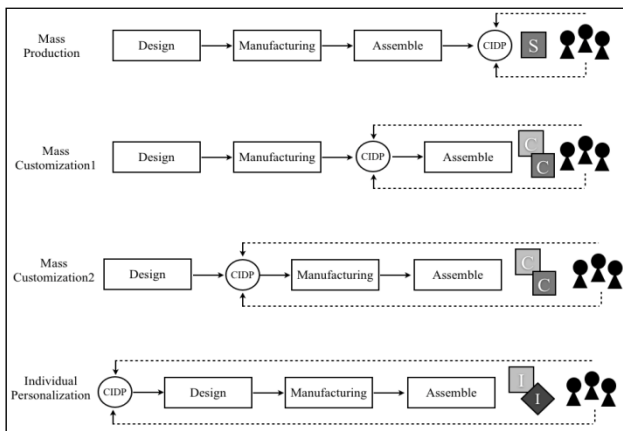 Mass
Production
Design
Manufacturing
Assemble
CIDP
S
Mass
Customization1
Design
Manufacturing
CIDP
Assemble
C
C
Mass
Customization2
Design
CIDP
Manufacturing
Assemble
C
C
Individual
Personalization
CIDP
Design
Manufacturing
Assemble
I
I